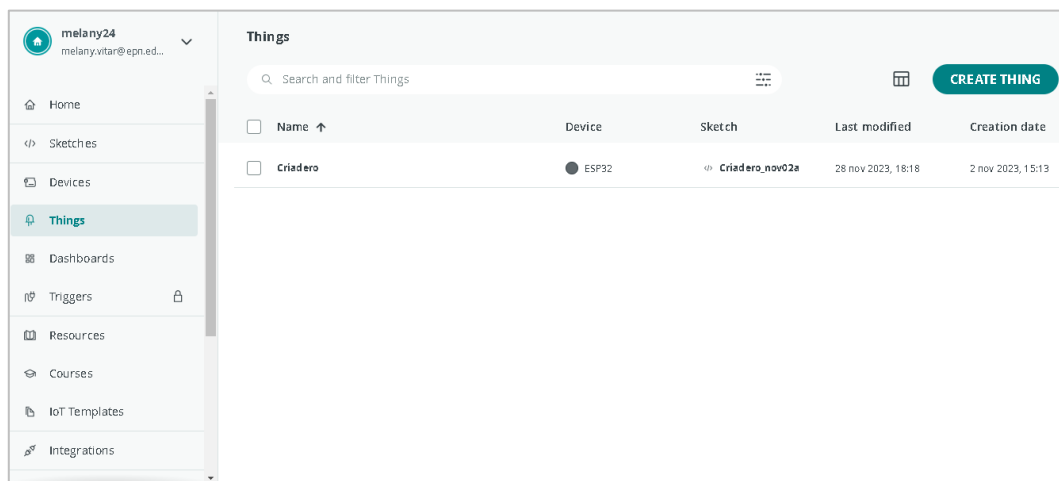 melany24
melany.vitar@epn.ed...
Home
Sketches
Devices
Things
Dashboards
Triggers
Resources
Courses
IoT Templates
Integrations
Things
Search and filter Things
CREATE THING
Name ↑ Device Sketch Last modified Creation date
Criadero ESP32 </> Criadero_nov02a 28 nov 2023, 18:18 2 nov 2023, 15:13